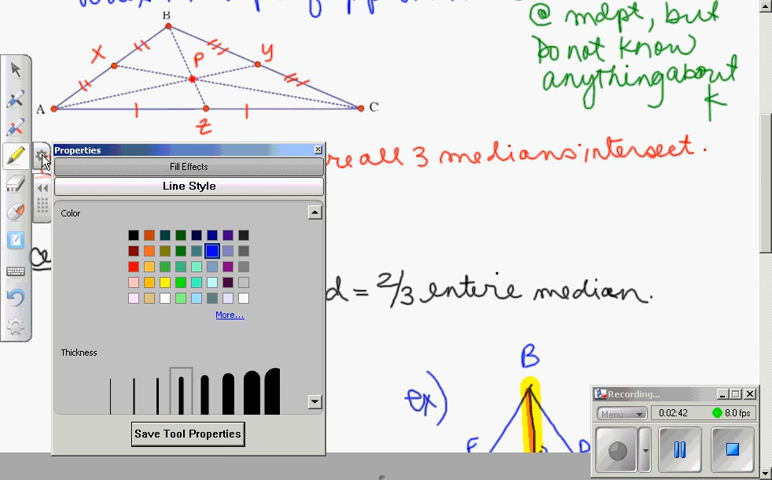 @ mdpt, but
Do not know
anything about
B
X
Y
P
A
C
Z
Properties
Fill Effects
Line Style
re all 3 medians intersect.
Color
More...
d = 2/3 entire median.
Thickness
Save Tool Properties
B
ex)
E
D
Recording...
Menu
0:02:42
8.0 fps